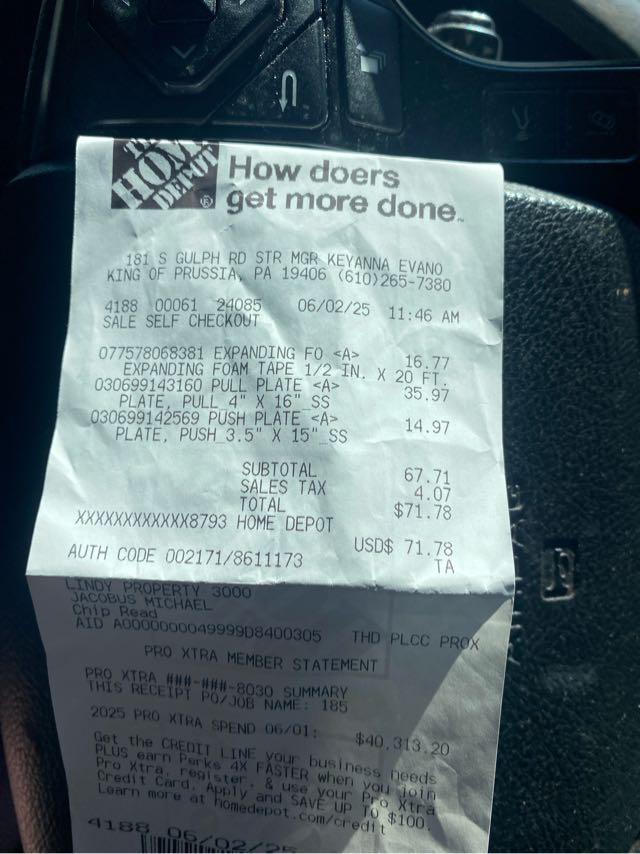 THE HOME DEPOT
How doers
get more done™
181 S GULPH RD STR MGR KEYANNA EVANO
KING OF PRUSSIA, PA 19406 (610)265-7380
4188 00061 24085 06/02/25 11:46 AM
SALE SELF CHECKOUT
077578068381 EXPANDING FO <A> 16.77
EXPANDING FOAM TAPE 1/2 IN. X 20 FT.
030699143160 PULL PLATE <A> 35.97
PLATE, PULL 4" X 16" SS
030699142569 PUSH PLATE <A> 14.97
PLATE, PUSH 3.5" X 15" SS
SUBTOTAL 67.71
SALES TAX 4.07
TOTAL $71.78
XXXXXXXXXXXX8793 HOME DEPOT
USD$ 71.78
AUTH CODE 002171/8611173 TA
LINDY PROPERTY 3000
JACOBUS MICHAEL
Chip Read
AID A0000000049999D8400305 THD PLCC PROX
PRO XTRA MEMBER STATEMENT
PRO XTRA ###-###-8030 SUMMARY
THIS RECEIPT PO/JOB NAME: 185
2025 PRO XTRA SPEND 06/01: $40,313.20
Get the CREDIT LINE your business needs
PLUS earn Perks 4X FASTER when you join
Pro Xtra, register, & use your Pro Xtra
Credit Card. Apply and SAVE UP TO $100.
Learn more at homedepot.com/credit
4188 06/02/25